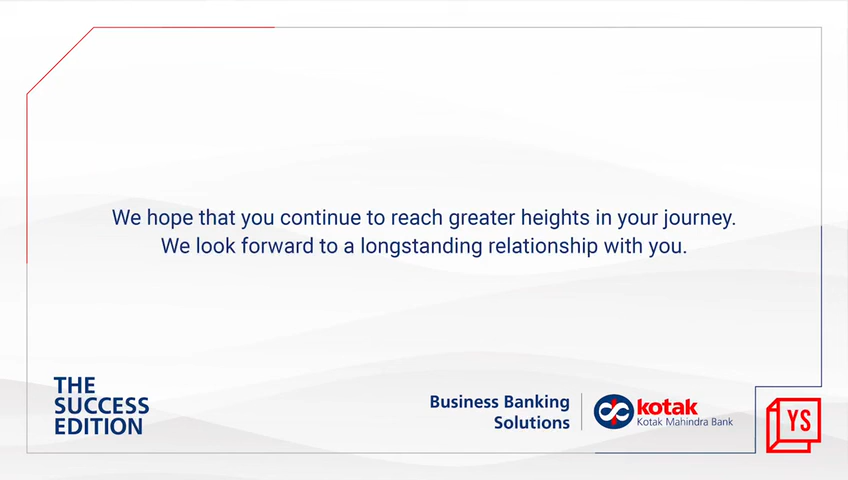 We hope that you continue to reach greater heights in your journey.
We look forward to a longstanding relationship with you.
THE
SUCCESS
EDITION
Business Banking
Solutions
kotak
Kotak Mahindra Bank
YS